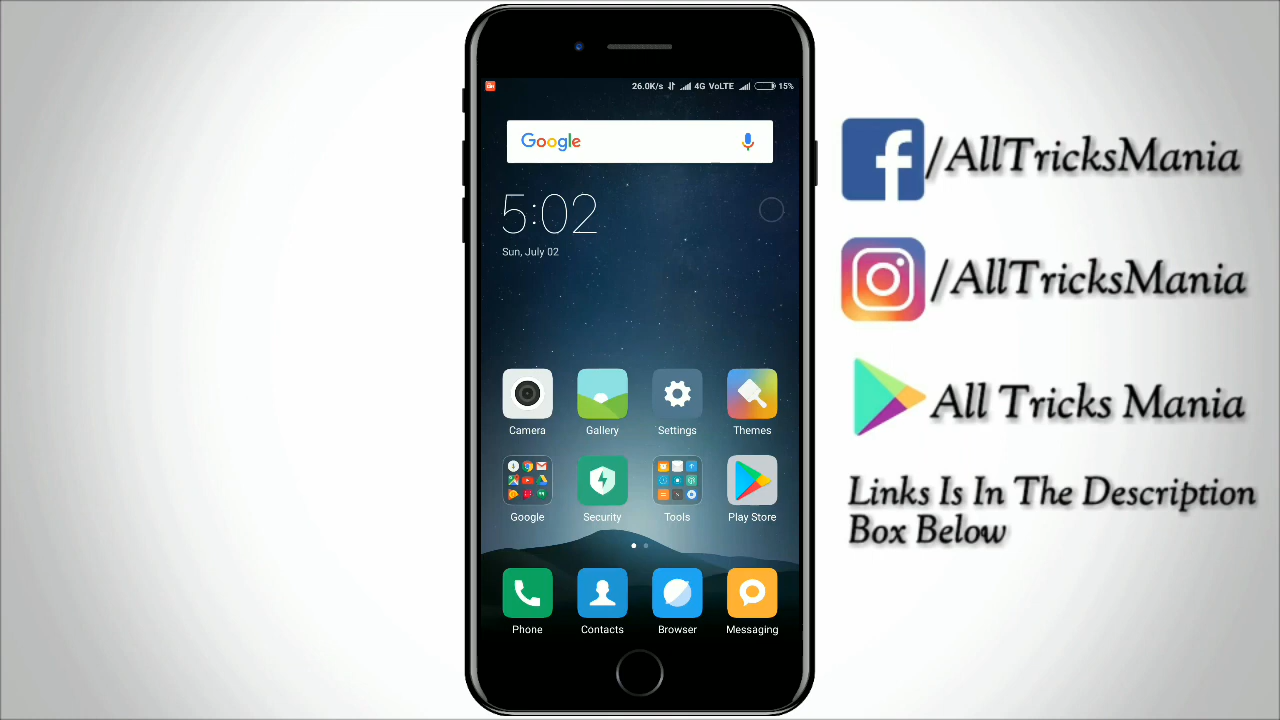 26.0K/s 4G VoLTE 15%
Google
5:02
Sun, July 02
Camera Gallery Settings Themes
Google Security Tools Play Store
Phone Contacts Browser Messaging
/AllTricksMania
/AllTricksMania
All Tricks Mania
Links Is In The Description
Box Below